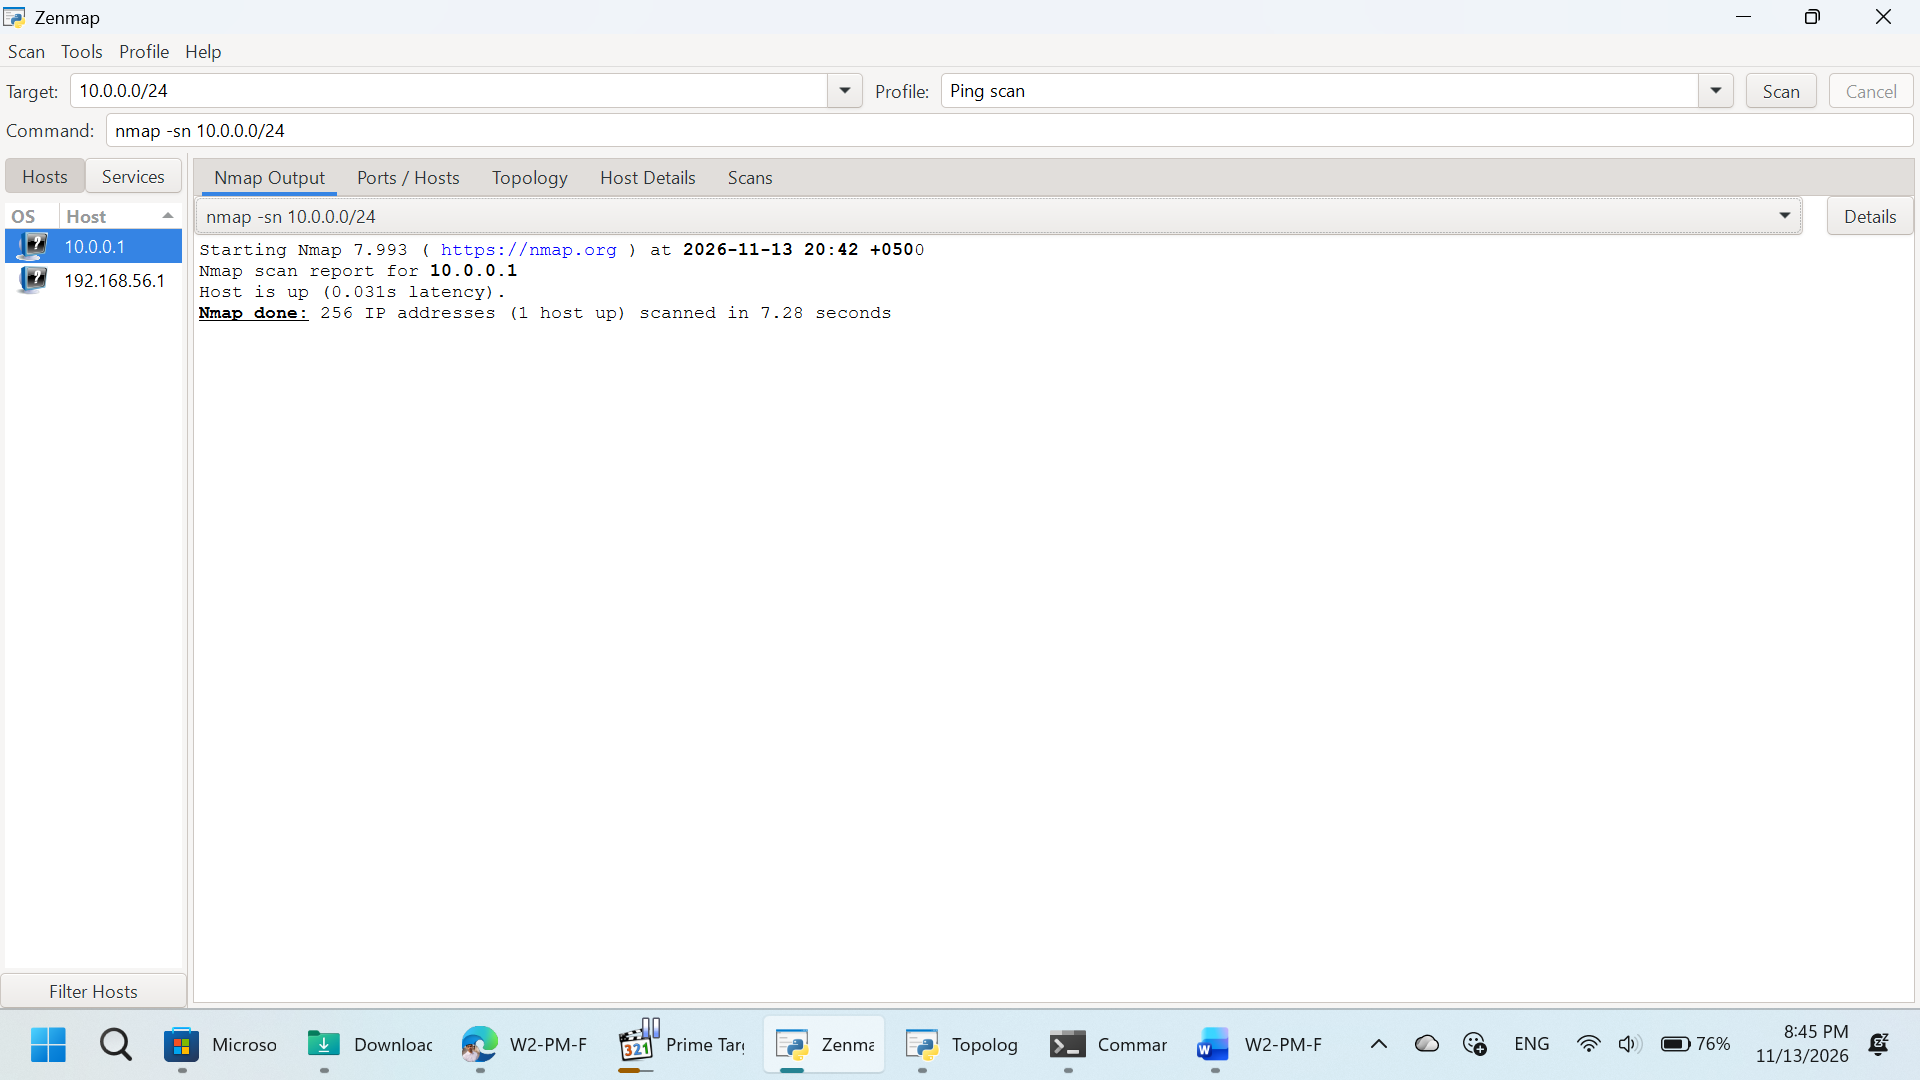 Zenmap
Scan Tools Profile Help
Target: 10.0.0.0/24 Profile: Ping scan Scan Cancel
Command: nmap -sn 10.0.0.0/24
Hosts Services Nmap Output Ports / Hosts Topology Host Details Scans
OS Host nmap -sn 10.0.0.0/24 Details
10.0.0.1
192.168.56.1
Starting Nmap 7.993 ( https://nmap.org ) at 2026-11-13 20:42 +0500
Nmap scan report for 10.0.0.1
Host is up (0.031s latency).
Nmap done: 256 IP addresses (1 host up) scanned in 7.28 seconds
Filter Hosts
Microso Downloac W2-PM-F 321 Prime Targ Zenma Topolog Commar W2-PM-F ENG 76% 8:45 PM
11/13/2026